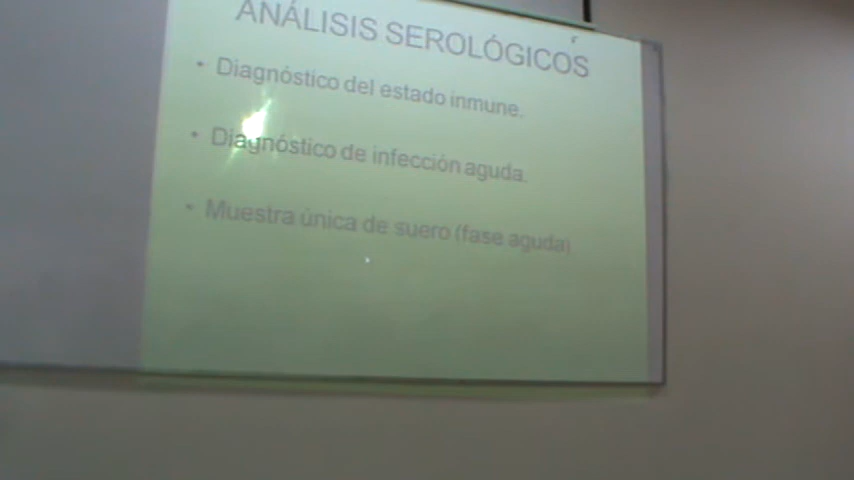 ANÁLISIS SEROLÓGICOS
• Diagnóstico del estado inmune.
• Diagnóstico de infección aguda.
• Muestra única de suero (fase aguda)